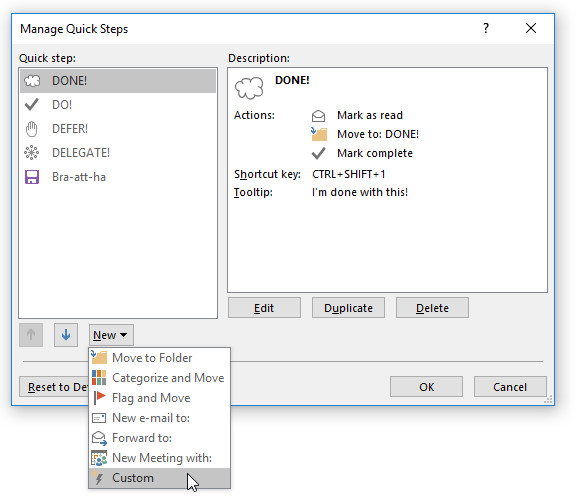 Manage Quick Steps
?
Quick step:
DONE!
DO!
DEFER!
DELEGATE!
Bra-att-ha
Description:
DONE!
Actions: Mark as read
Move to: DONE!
Mark complete
Shortcut key: CTRL+SHIFT+1
Tooltip: I'm done with this!
Edit Duplicate Delete
New
Move to Folder
Categorize and Move
Flag and Move
New e-mail to:
Forward to:
New Meeting with:
Custom
Reset to De
OK Cancel